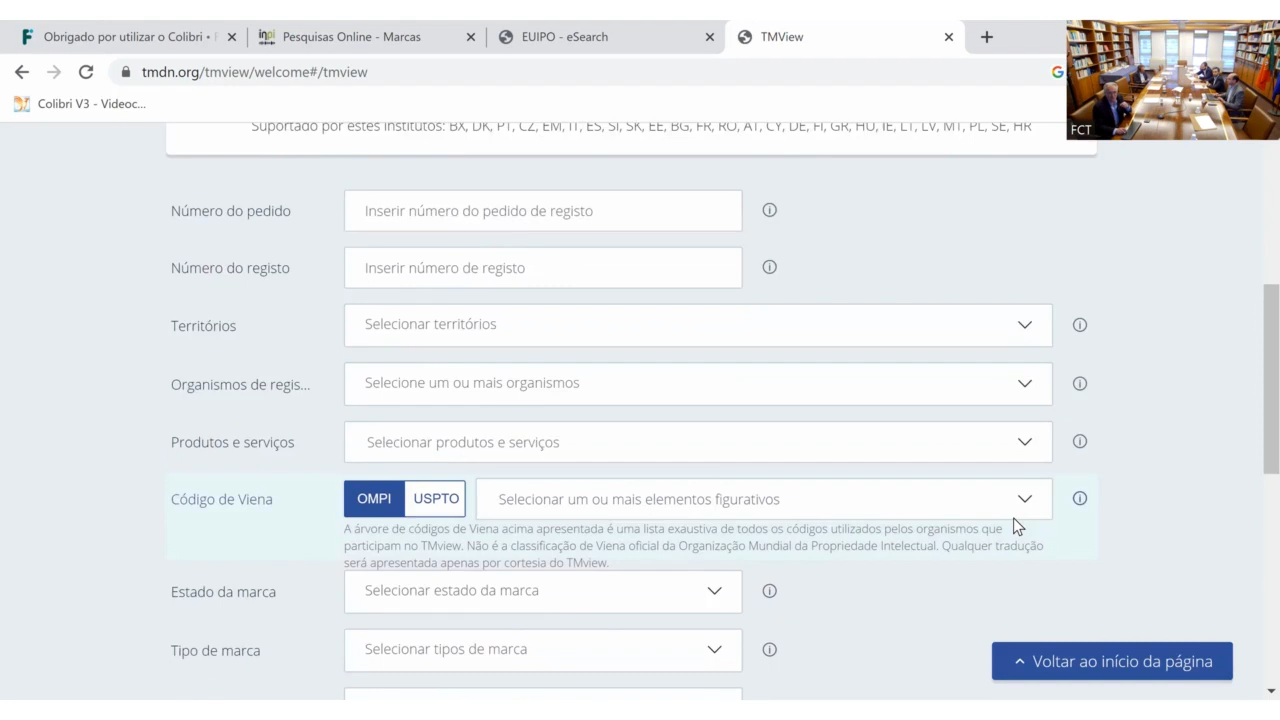 Obrigado por utilizar o Colibri •
Pesquisas Online - Marcas
EUIPO - eSearch
TMView
tmdn.org/tmview/welcome#/tmview
Colibri V3 - Videoc...
FCT
Suportado por estes Institutos: BX, DK, PT, CZ, EM, IT, ES, SI, SK, EE, BG, FR, RO, AT, CY, DE, FI, GR, HU, IE, LT, LV, MT, PL, SE, HR
Número do pedido
Inserir número do pedido de registo
Número do registo
Inserir número de registo
Territórios
Selecionar territórios
Organismos de regis...
Selecione um ou mais organismos
Produtos e serviços
Selecionar produtos e serviços
Código de Viena
OMPI
USPTO
Selecionar um ou mais elementos figurativos
A árvore de códigos de Viena acima apresentada é uma lista exaustiva de todos os códigos utilizados pelos organismos que
participam no TMview. Não é a classificação de Viena oficial da Organização Mundial da Propriedade Intelectual. Qualquer tradução
será apresentada apenas por cortesia do TMview.
Estado da marca
Selecionar estado da marca
Tipo de marca
Selecionar tipos de marca
Voltar ao início da página